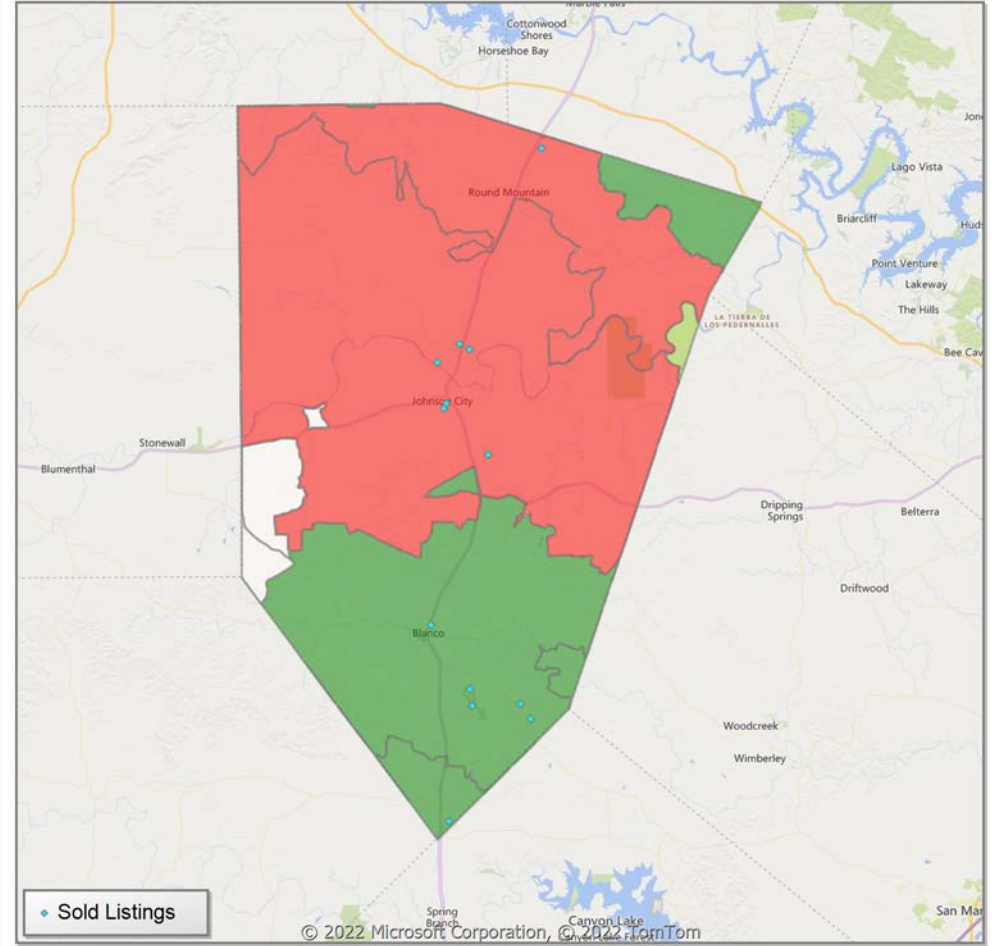 Cottonwood
Shores
Horseshoe Bay
Lago Vista
Round Mountain
Briarcliff
Point Venture
Lakeway
The Hills
LA TIERRA DE
LOS PEDERNALLES
Bee Cav
Johnson City
Stonewall
Blumenthal
Dripping
Springs
Belterra
Driftwood
Blanco
Woodcreek
Wimberley
Sold Listings
Spring
Branch
Canyon Lake
San Mar
© 2022 Microsoft Corporation, © 2022 TomTom